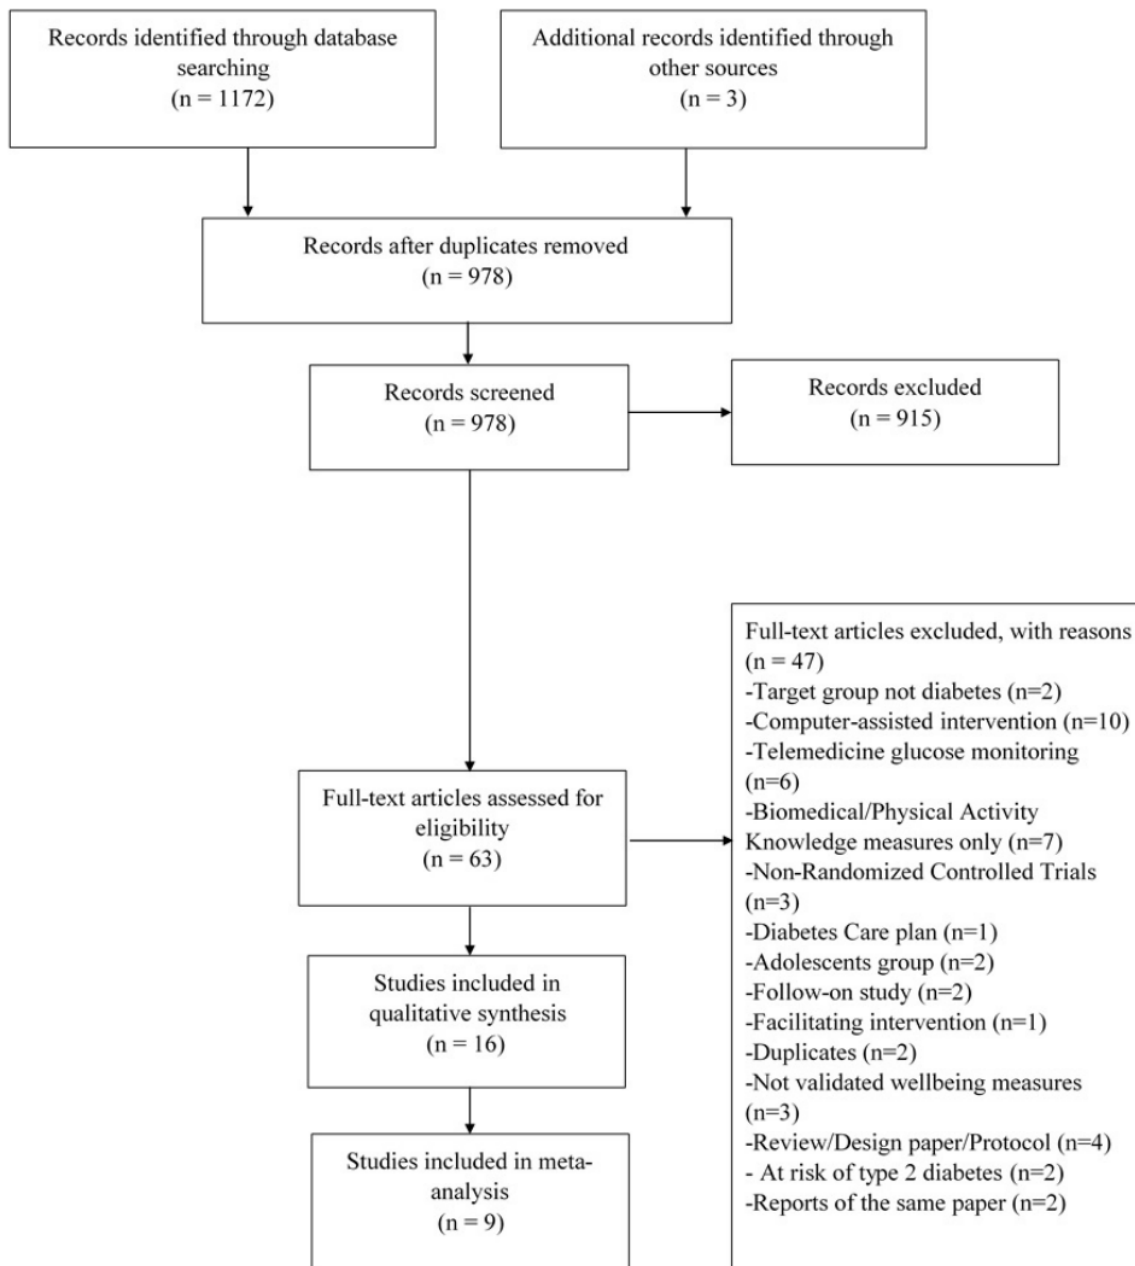 Records identified through database
searching
(n = 1172)
Additional records identified through
other sources
(n = 3)
Records after duplicates removed
(n = 978)
Records screened
(n = 978)
Records excluded
(n = 915)
Full-text articles assessed for
eligibility
(n = 63)
Full-text articles excluded, with reasons
(n = 47)
-Target group not diabetes (n=2)
-Computer-assisted intervention (n=10)
-Telemedicine glucose monitoring
(n=6)
-Biomedical/Physical Activity
Knowledge measures only (n=7)
-Non-Randomized Controlled Trials
(n=3)
-Diabetes Care plan (n=1)
-Adolescents group (n=2)
-Follow-on study (n=2)
-Facilitating intervention (n=1)
-Duplicates (n=2)
-Not validated wellbeing measures
(n=3)
-Review/Design paper/Protocol (n=4)
- At risk of type 2 diabetes (n=2)
-Reports of the same paper (n=2)
Studies included in
qualitative synthesis
(n = 16)
Studies included in meta-
analysis
(n = 9)